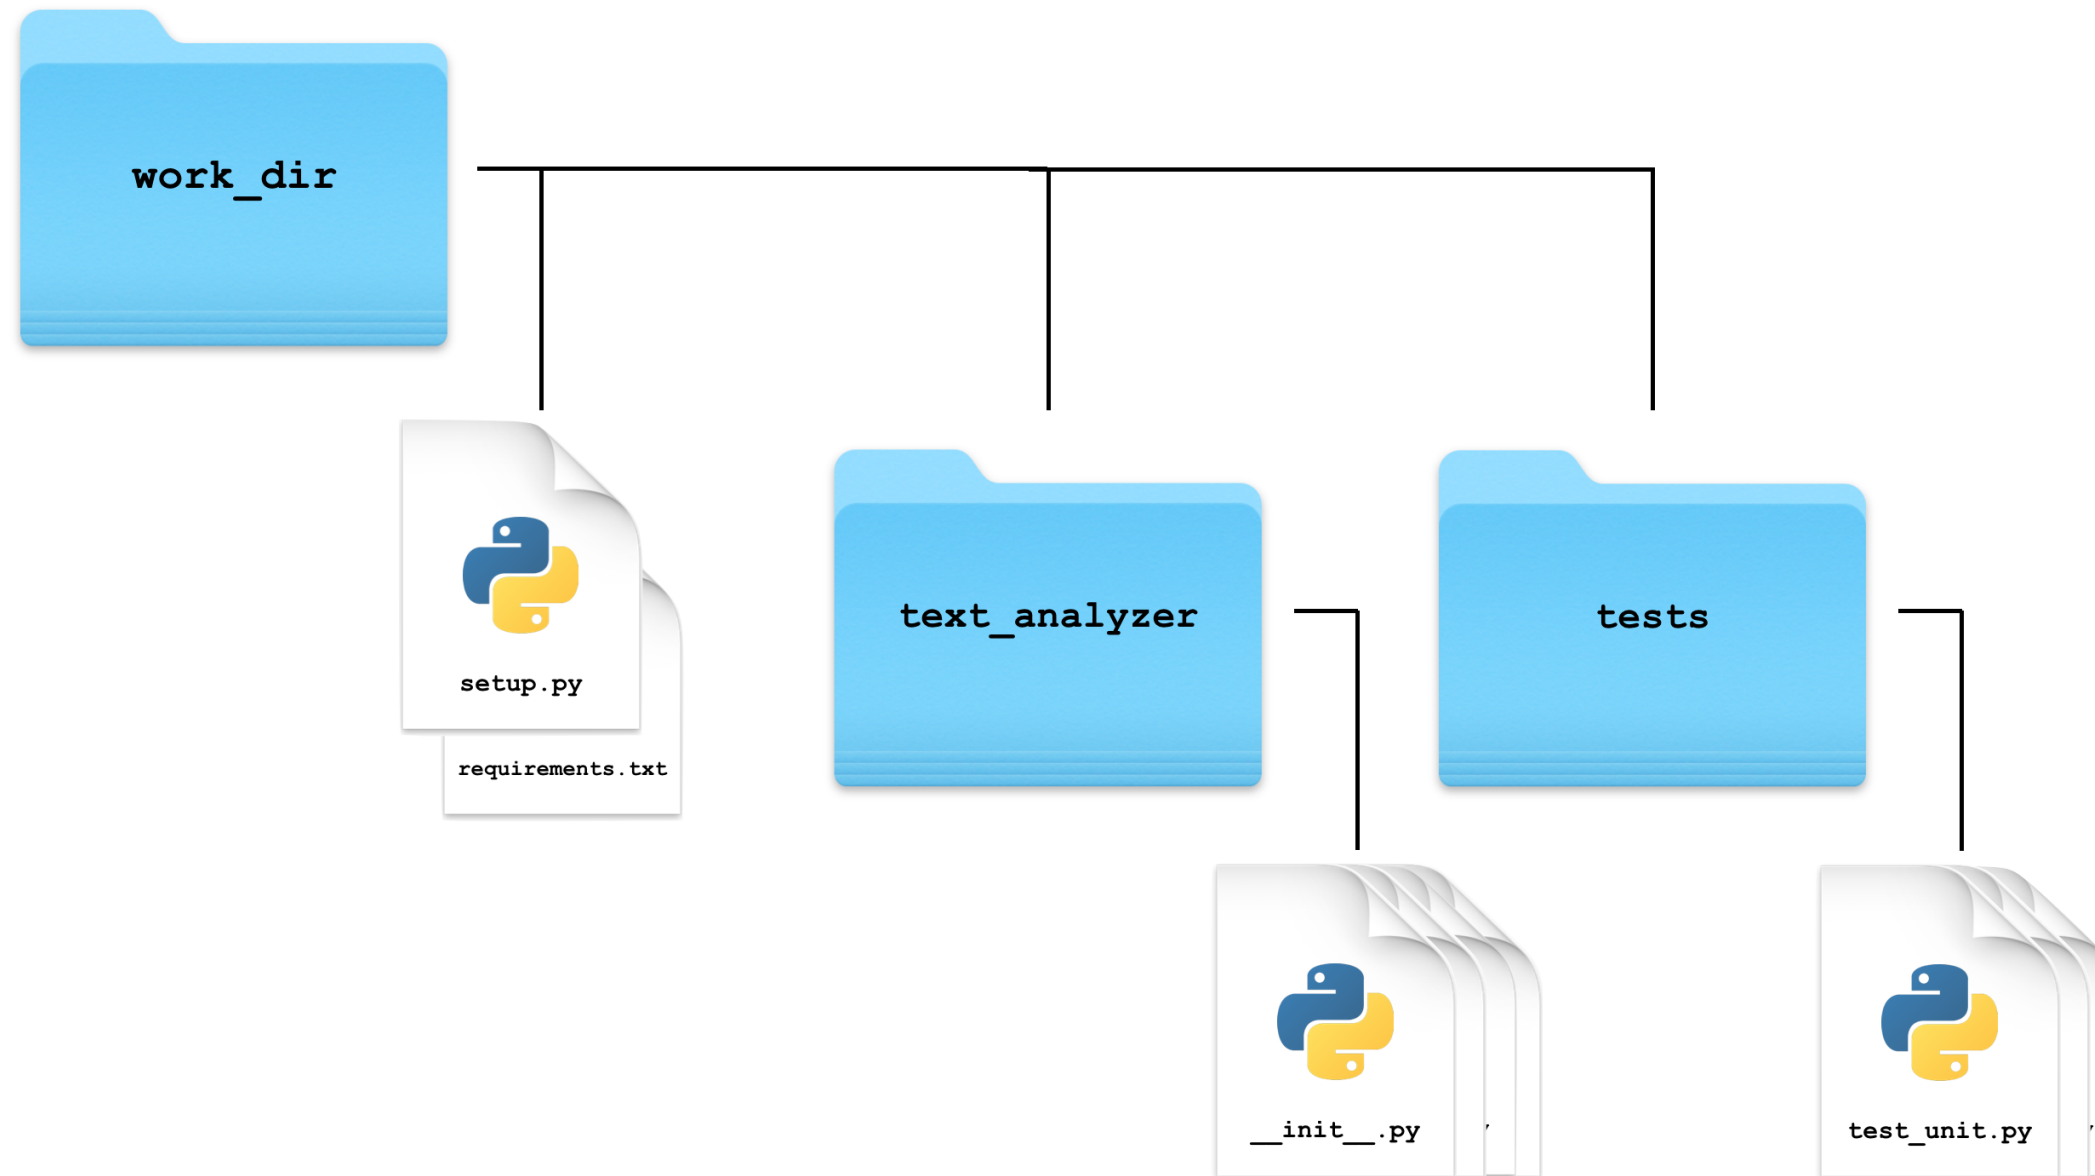 work_dir
setup.py
requirements.txt
text_analyzer
tests
__init__.py
test_unit.py